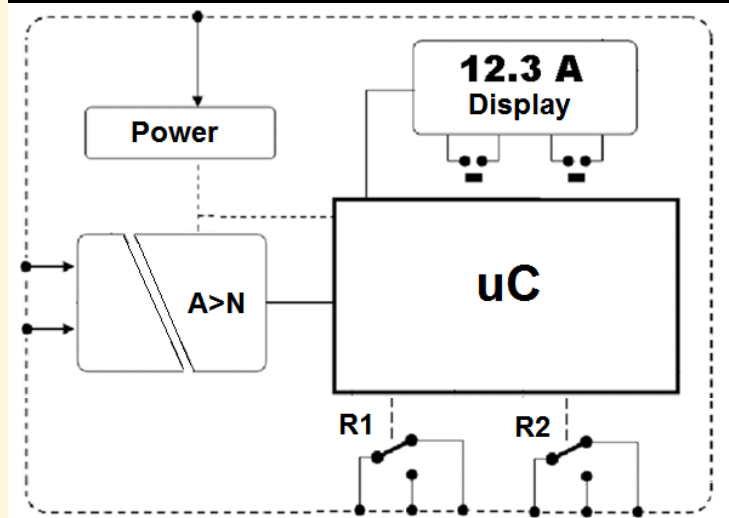 12.3 A
Display
Power
A>N
uC
R1
R2